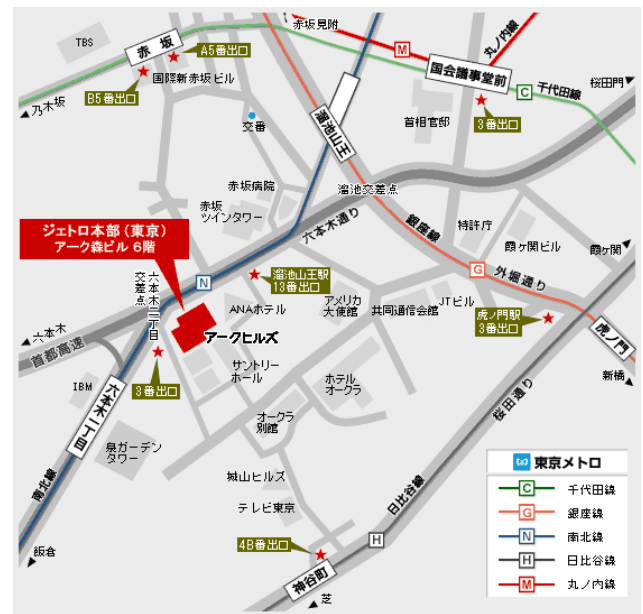 赤坂見附
TBS
赤坂
A5番出口
M
丸ノ内線
国会議事堂前
国際新赤坂ビル
乃木坂
B5番出口
C
千代田線
桜田門
3番出口
首相官邸
交番
溜池山王
赤坂病院
溜池交差点
赤坂
ツインタワー
六本木通り
銀座線
特許庁
霞ヶ関ビル
霞ヶ関
ジェトロ本部(東京)
アーク森ビル 6階
G
外堀通り
六本木一丁目
交差点
N
溜池山王駅
13番出口
ANAホテル
アメリカ
大使館
共同通信会館
JTビル
虎ノ門駅
3番出口
虎ノ門
アークヒルズ
六本木
首都高速
3番出口
サントリー
ホール
ホテル
オークラ
新橋
桜田通り
IBM
六本木一丁目
オークラ
別館
泉ガーデン
タワー
城山ヒルズ
テレビ東京
南北線
日比谷線
飯倉
4B番出口
H
神谷町
芝
東京メトロ
C 千代田線
G 銀座線
N 南北線
H 日比谷線
M 丸ノ内線